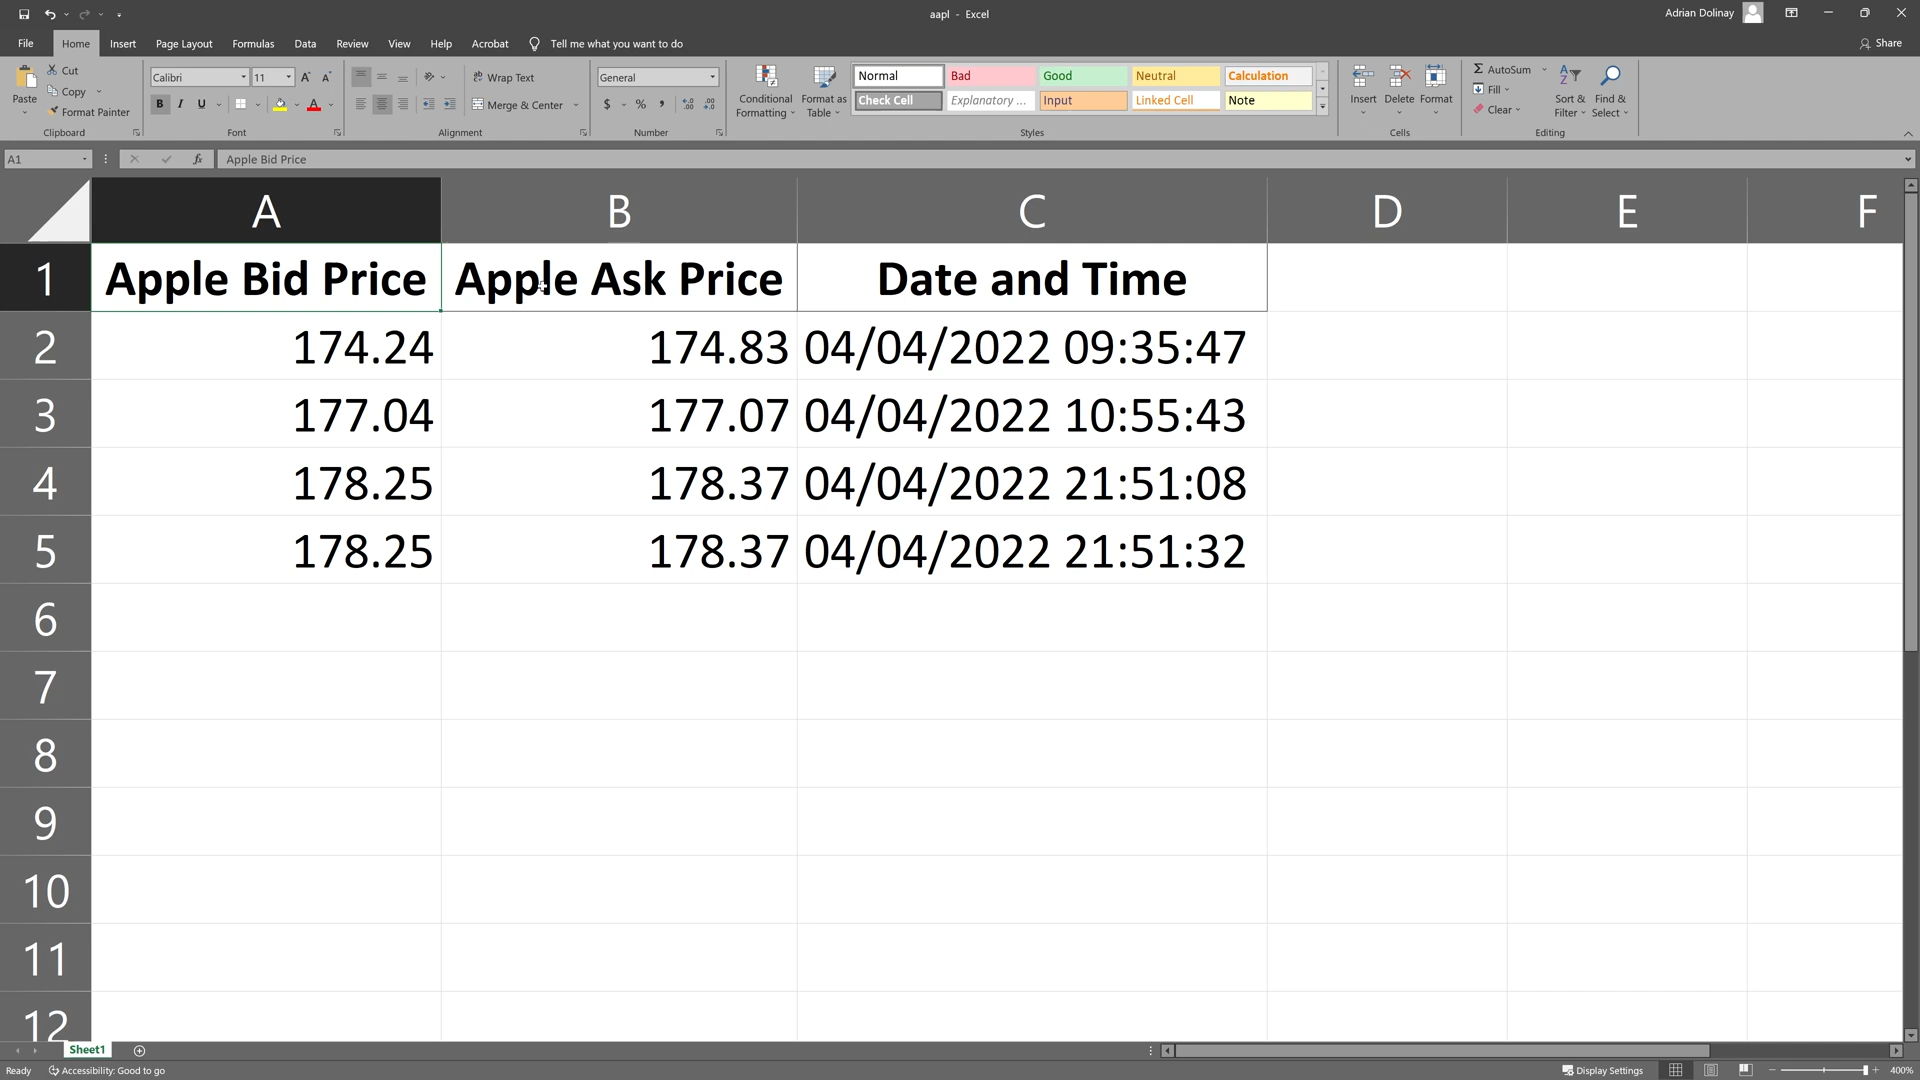 aapl - Excel
Adrian Dolinay
File Home Insert Page Layout Formulas Data Review View Help Acrobat Tell me what you want to do Share
Paste Cut Copy Format Painter Clipboard
Calibri 11 A A B I U A Font
Wrap Text Merge & Center Alignment
General $ % , Number
Conditional Formatting Format as Table Normal Bad Good Neutral Calculation
Check Cell Explanatory ... Input Linked Cell Note Styles
Insert Delete Format Cells
AutoSum Fill Clear Sort & Filter Find & Select Editing
A1 fx Apple Bid Price
A B C D E F
1 Apple Bid Price Apple Ask Price Date and Time
2 174.24 174.83 04/04/2022 09:35:47
3 177.04 177.07 04/04/2022 10:55:43
4 178.25 178.37 04/04/2022 21:51:08
5 178.25 178.37 04/04/2022 21:51:32
6
7
8
9
10
11
12
Sheet1
Ready Accessibility: Good to go Display Settings 400%